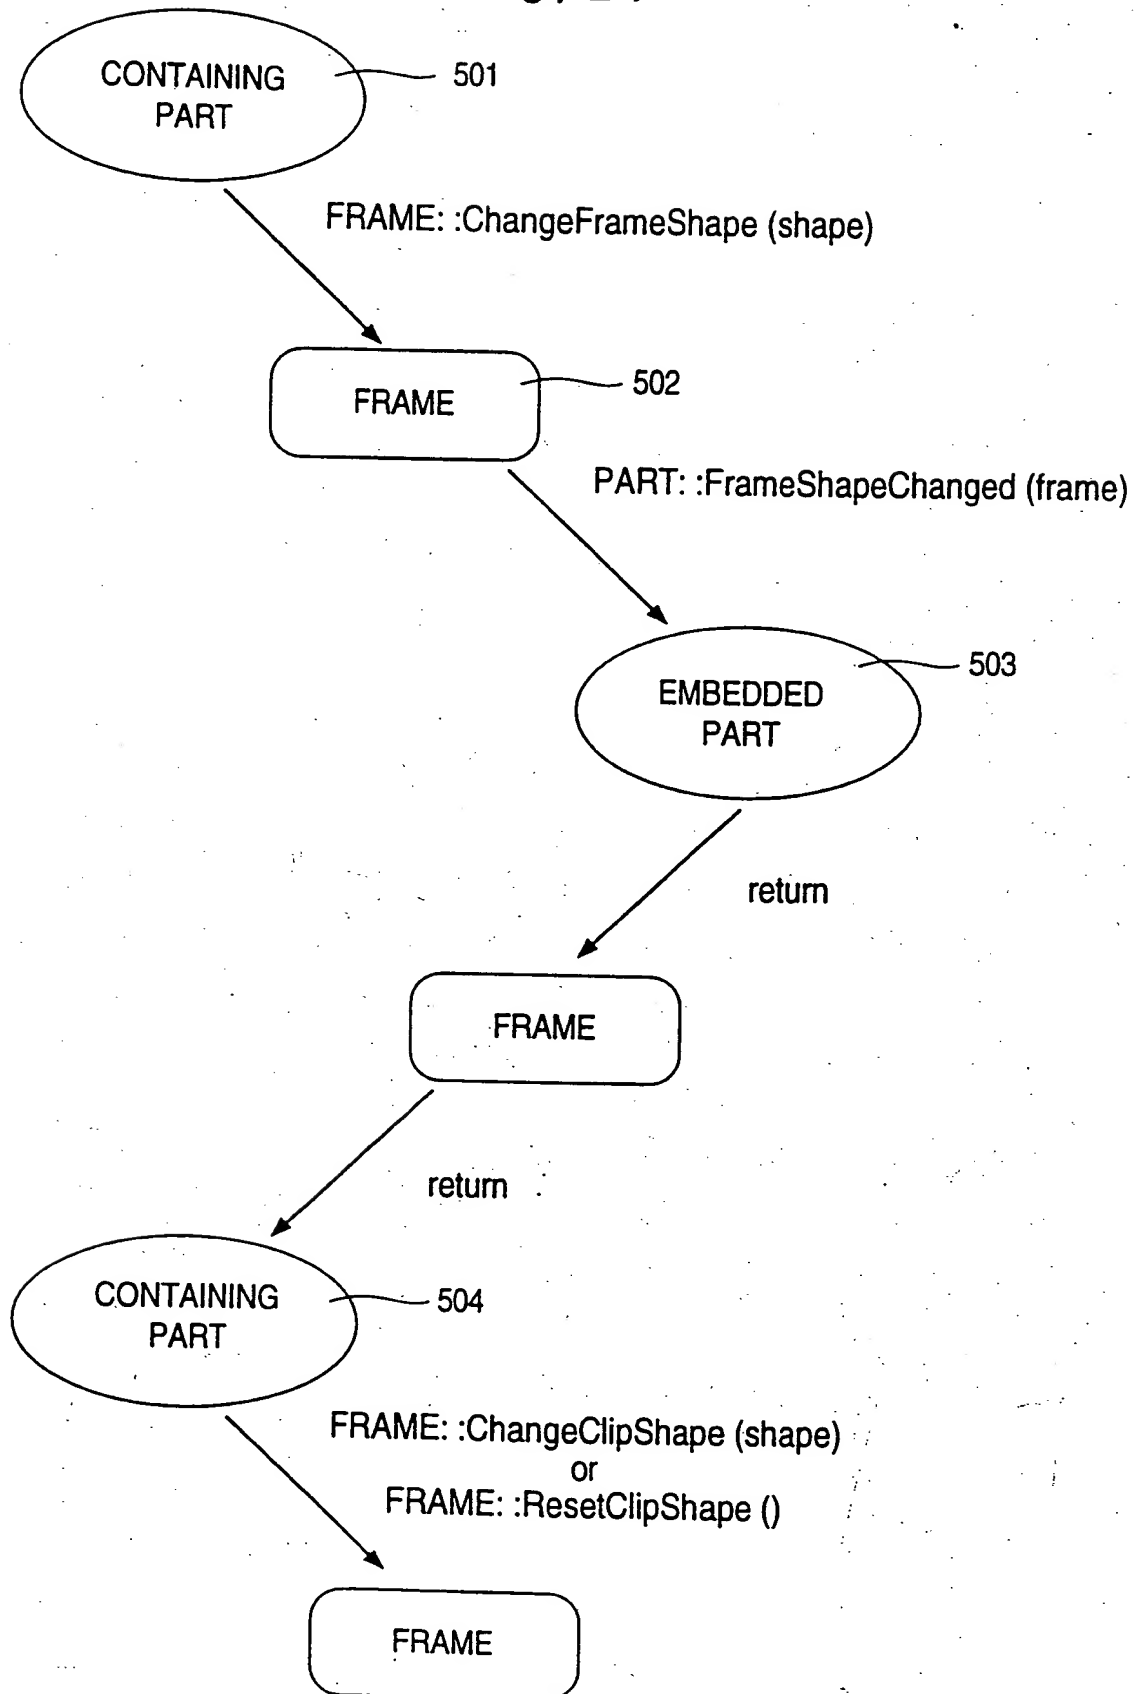 CONTAINING
PART
501
FRAME: :ChangeFrameShape (shape)
FRAME
502
PART: :FrameShapeChanged (frame)
EMBEDDED
PART
503
return
FRAME
return
CONTAINING
PART
504
FRAME: :ChangeClipShape (shape)
or
FRAME: :ResetClipShape ()
FRAME